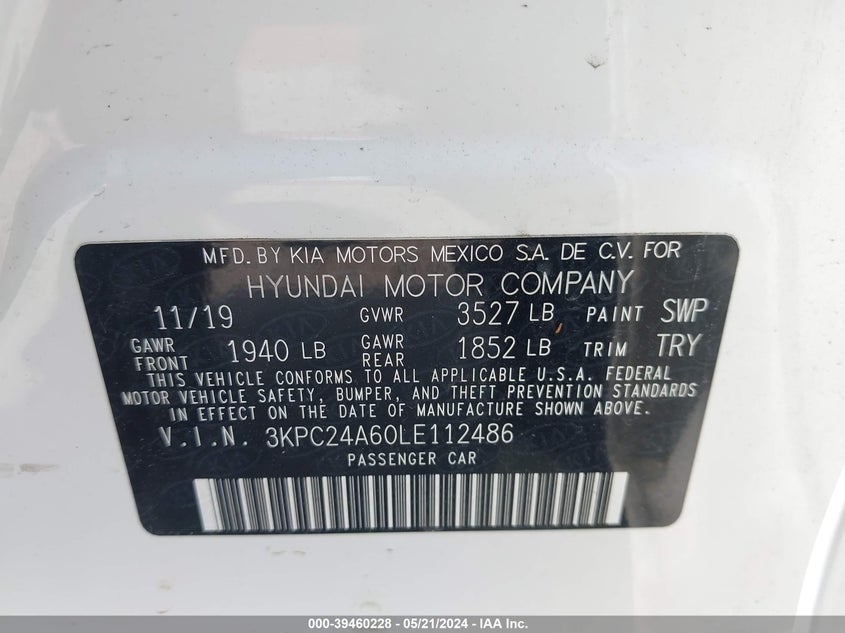 MFD. BY KIA MOTORS MEXICO S.A. DE C.V. FOR
HYUNDAI MOTOR COMPANY
11/19 GVWR 3527 LB PAINT SWP
GAWR FRONT 1940 LB GAWR REAR 1852 LB TRIM TRY
THIS VEHICLE CONFORMS TO ALL APPLICABLE U.S.A. FEDERAL
MOTOR VEHICLE SAFETY, BUMPER, AND THEFT PREVENTION STANDARDS
IN EFFECT ON THE DATE OF MANUFACTURE SHOWN ABOVE.
V.I.N. 3KPC24A60LE112486
PASSENGER CAR
000-39460228 - 05/21/2024 - IAA Inc.